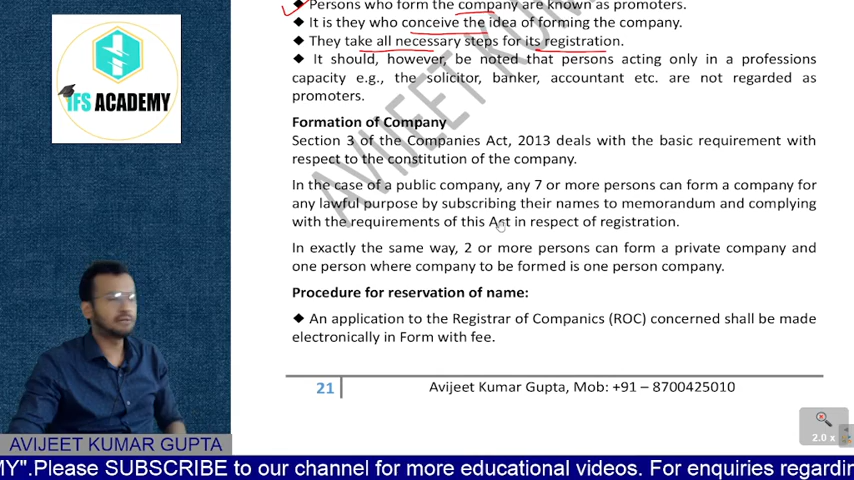 ◆ Persons who form the company are known as promoters.
◆ It is they who conceive the idea of forming the company.
◆ They take all necessary steps for its registration.
◆ It should, however, be noted that persons acting only in a professions
capacity e.g., the solicitor, banker, accountant etc. are not regarded as
promoters.
Formation of Company
Section 3 of the Companies Act, 2013 deals with the basic requirement with
respect to the constitution of the company.
In the case of a public company, any 7 or more persons can form a company for
any lawful purpose by subscribing their names to memorandum and complying
with the requirements of this Act in respect of registration.
In exactly the same way, 2 or more persons can form a private company and
one person where company to be formed is one person company.
Procedure for reservation of name:
◆ An application to the Registrar of Companics (ROC) concerned shall be made
electronically in Form with fee.
21
Avijeet Kumar Gupta, Mob: +91 – 8700425010
IFS ACADEMY
AVIJEET KUM
2.0 x
AVIJEET KUMAR GUPTA
MY".Please SUBSCRIBE to our channel for more educational videos. For enquiries regardin